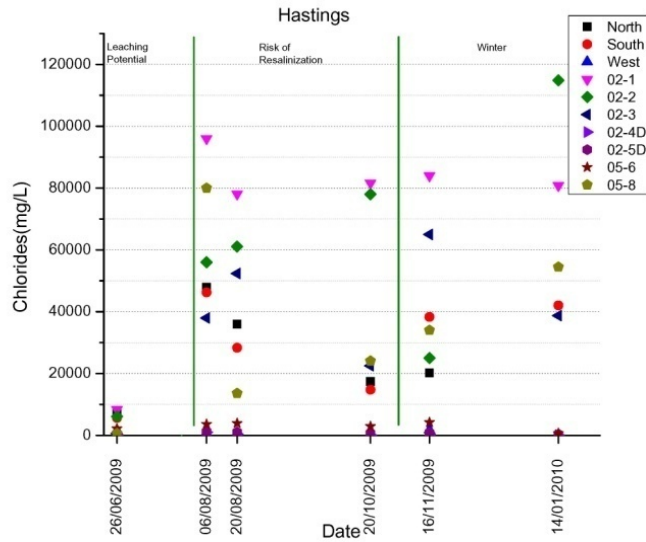 Hastings
Leaching
Potential
Risk of
Resalinization
Winter
North
South
West
02-1
02-2
02-3
02-4D
02-5D
05-6
05-8
Chlorides(mg/L)
120000
100000
80000
60000
40000
20000
0
26/06/2009
06/08/2009
20/08/2009
20/10/2009
16/11/2009
14/01/2010
Date